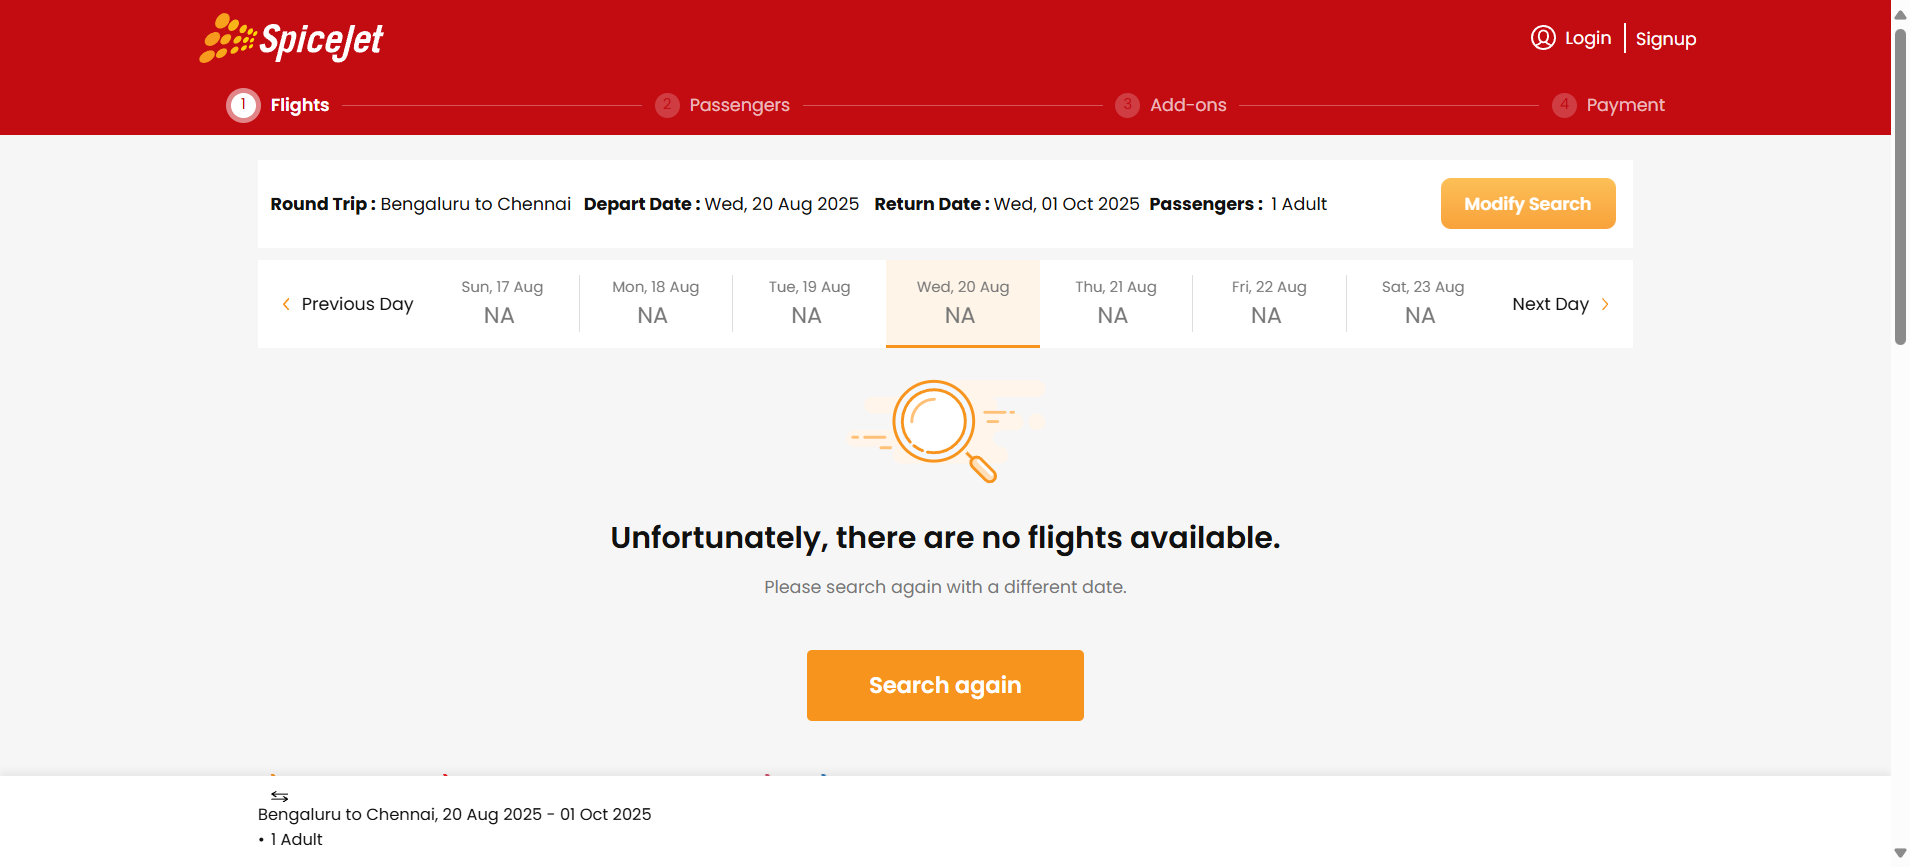 SpiceJet
Login
Signup
1 Flights
2 Passengers
3 Add-ons
4 Payment
Round Trip : Bengaluru to Chennai Depart Date : Wed, 20 Aug 2025 Return Date : Wed, 01 Oct 2025 Passengers : 1 Adult
Modify Search
Previous Day
Sun, 17 Aug
NA
Mon, 18 Aug
NA
Tue, 19 Aug
NA
Wed, 20 Aug
NA
Thu, 21 Aug
NA
Fri, 22 Aug
NA
Sat, 23 Aug
NA
Next Day
Unfortunately, there are no flights available.
Please search again with a different date.
Search again
Bengaluru to Chennai, 20 Aug 2025 - 01 Oct 2025
• 1 Adult